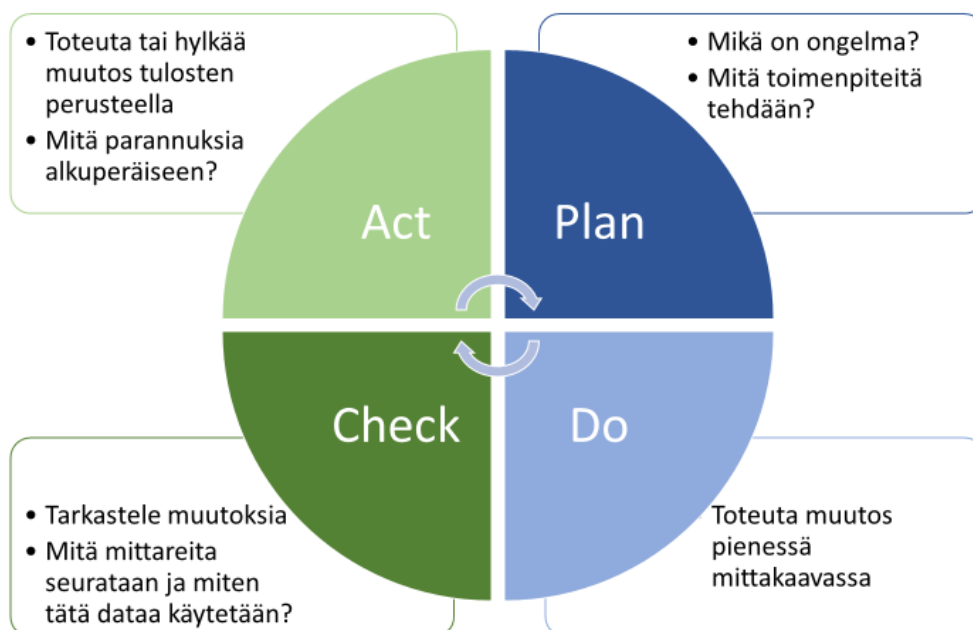 • Toteuta tai hylkää
muutos tulosten
perusteella
• Mitä parannuksia
alkuperäiseen?
• Mikä on ongelma?
• Mitä toimenpiteitä
tehdään?
Act
Plan
Check
Do
• Tarkastele muutoksia
• Mitä mittareita
seurataan ja miten
tätä dataa käytetään?
Toteuta muutos
pienessä
mittakaavassa